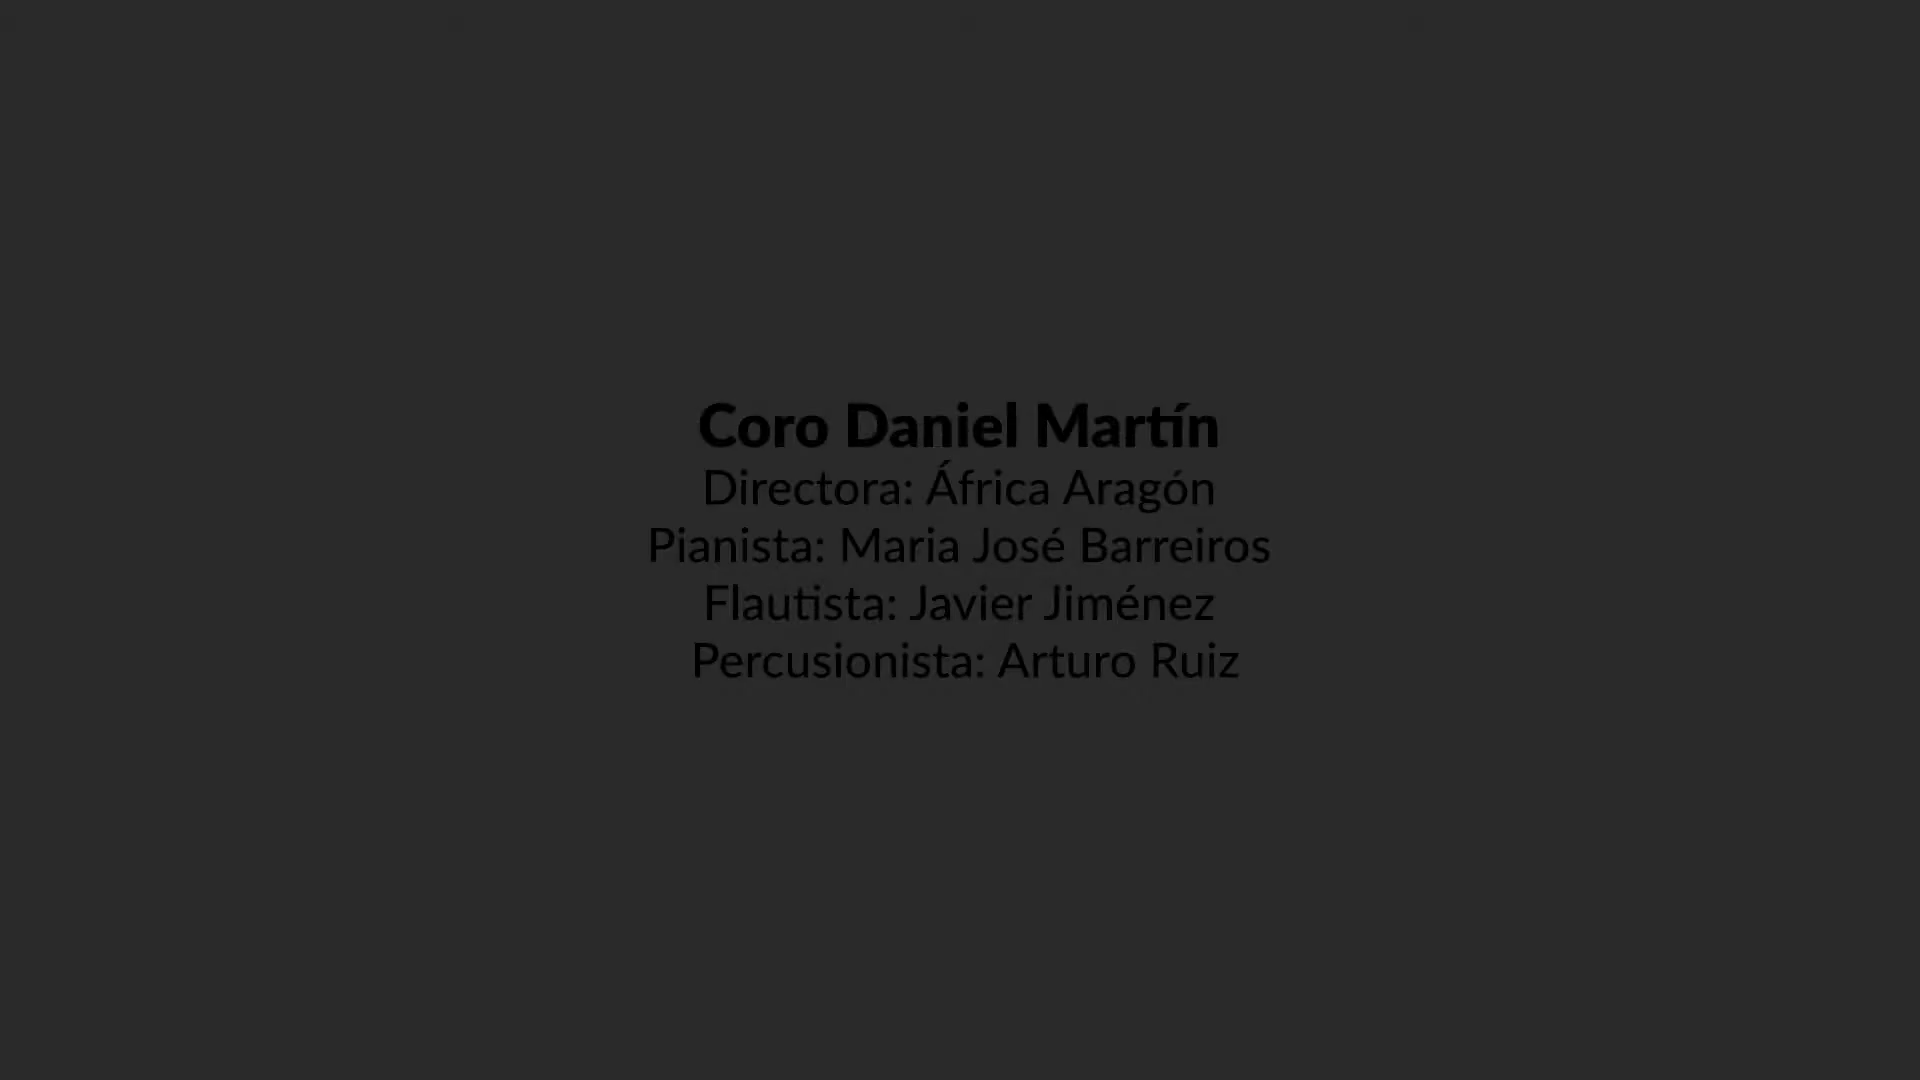 Coro Daniel Martín
Directora: África Aragón
Pianista: Maria José Barreiros
Flautista: Javier Jiménez
Percusionista: Arturo Ruiz